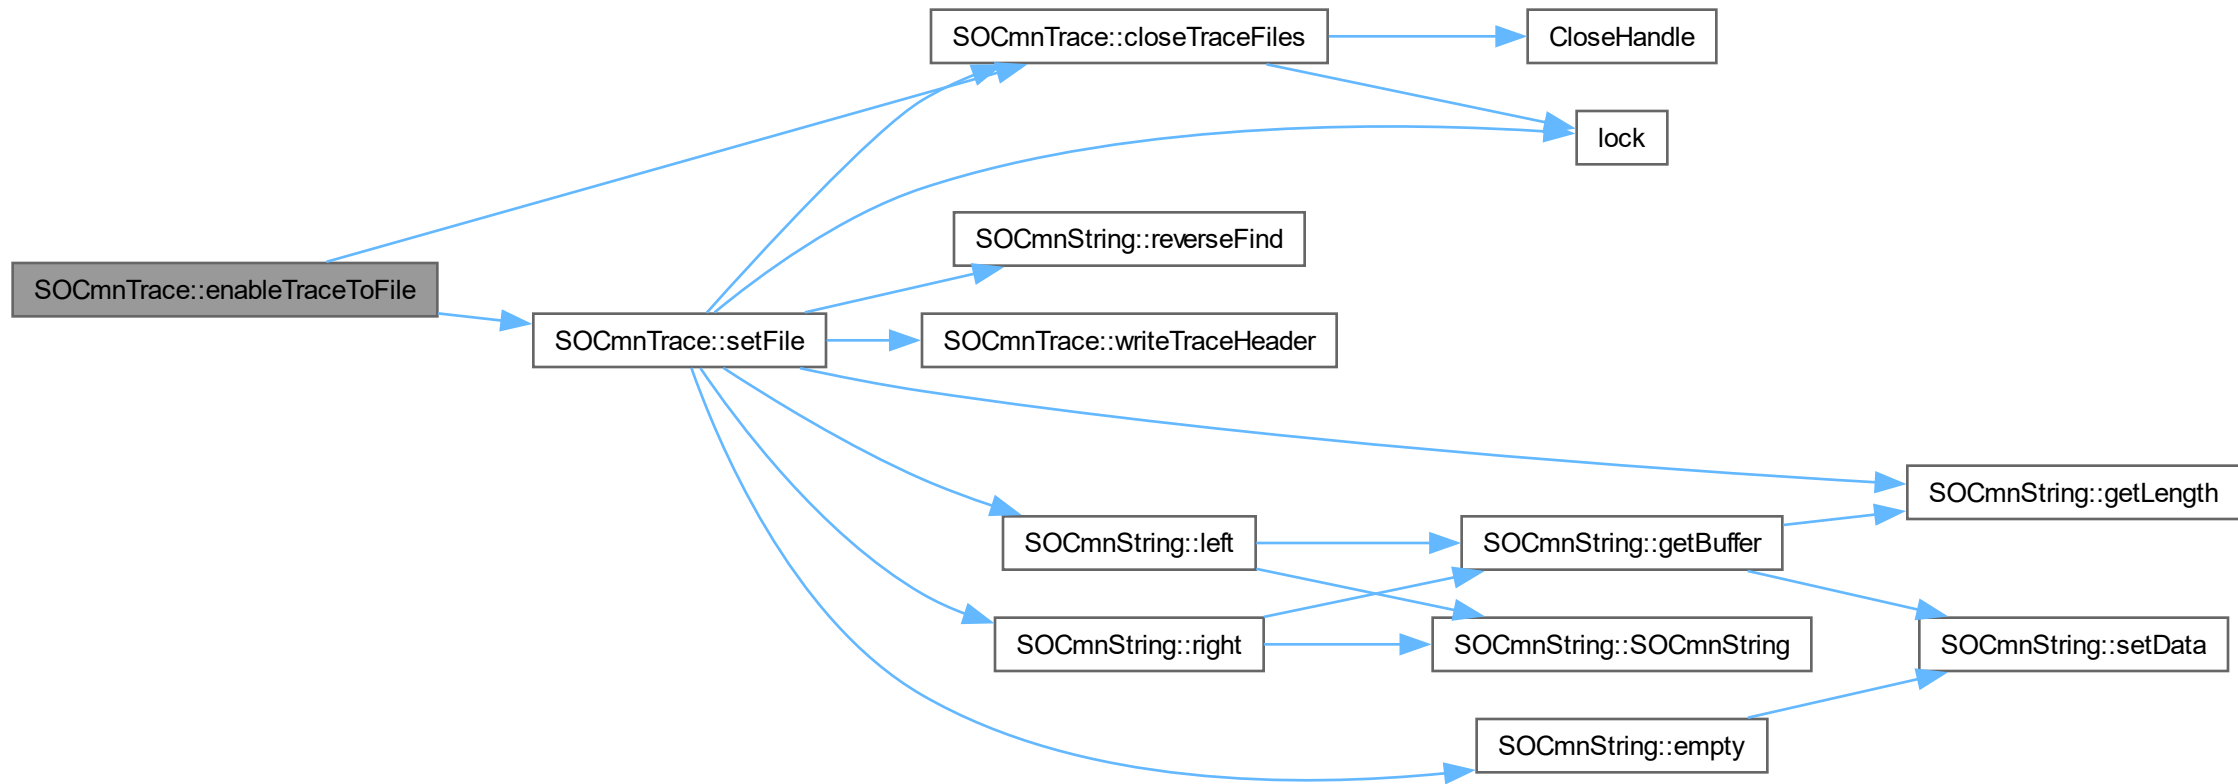 SOCmnTrace::closeTraceFiles
CloseHandle
lock
SOCmnString::reverseFind
SOCmnTrace::enableTraceToFile
SOCmnTrace::setFile
SOCmnTrace::writeTraceHeader
SOCmnString::getLength
SOCmnString::left
SOCmnString::getBuffer
SOCmnString::right
SOCmnString::SOCmnString
SOCmnString::setData
SOCmnString::empty